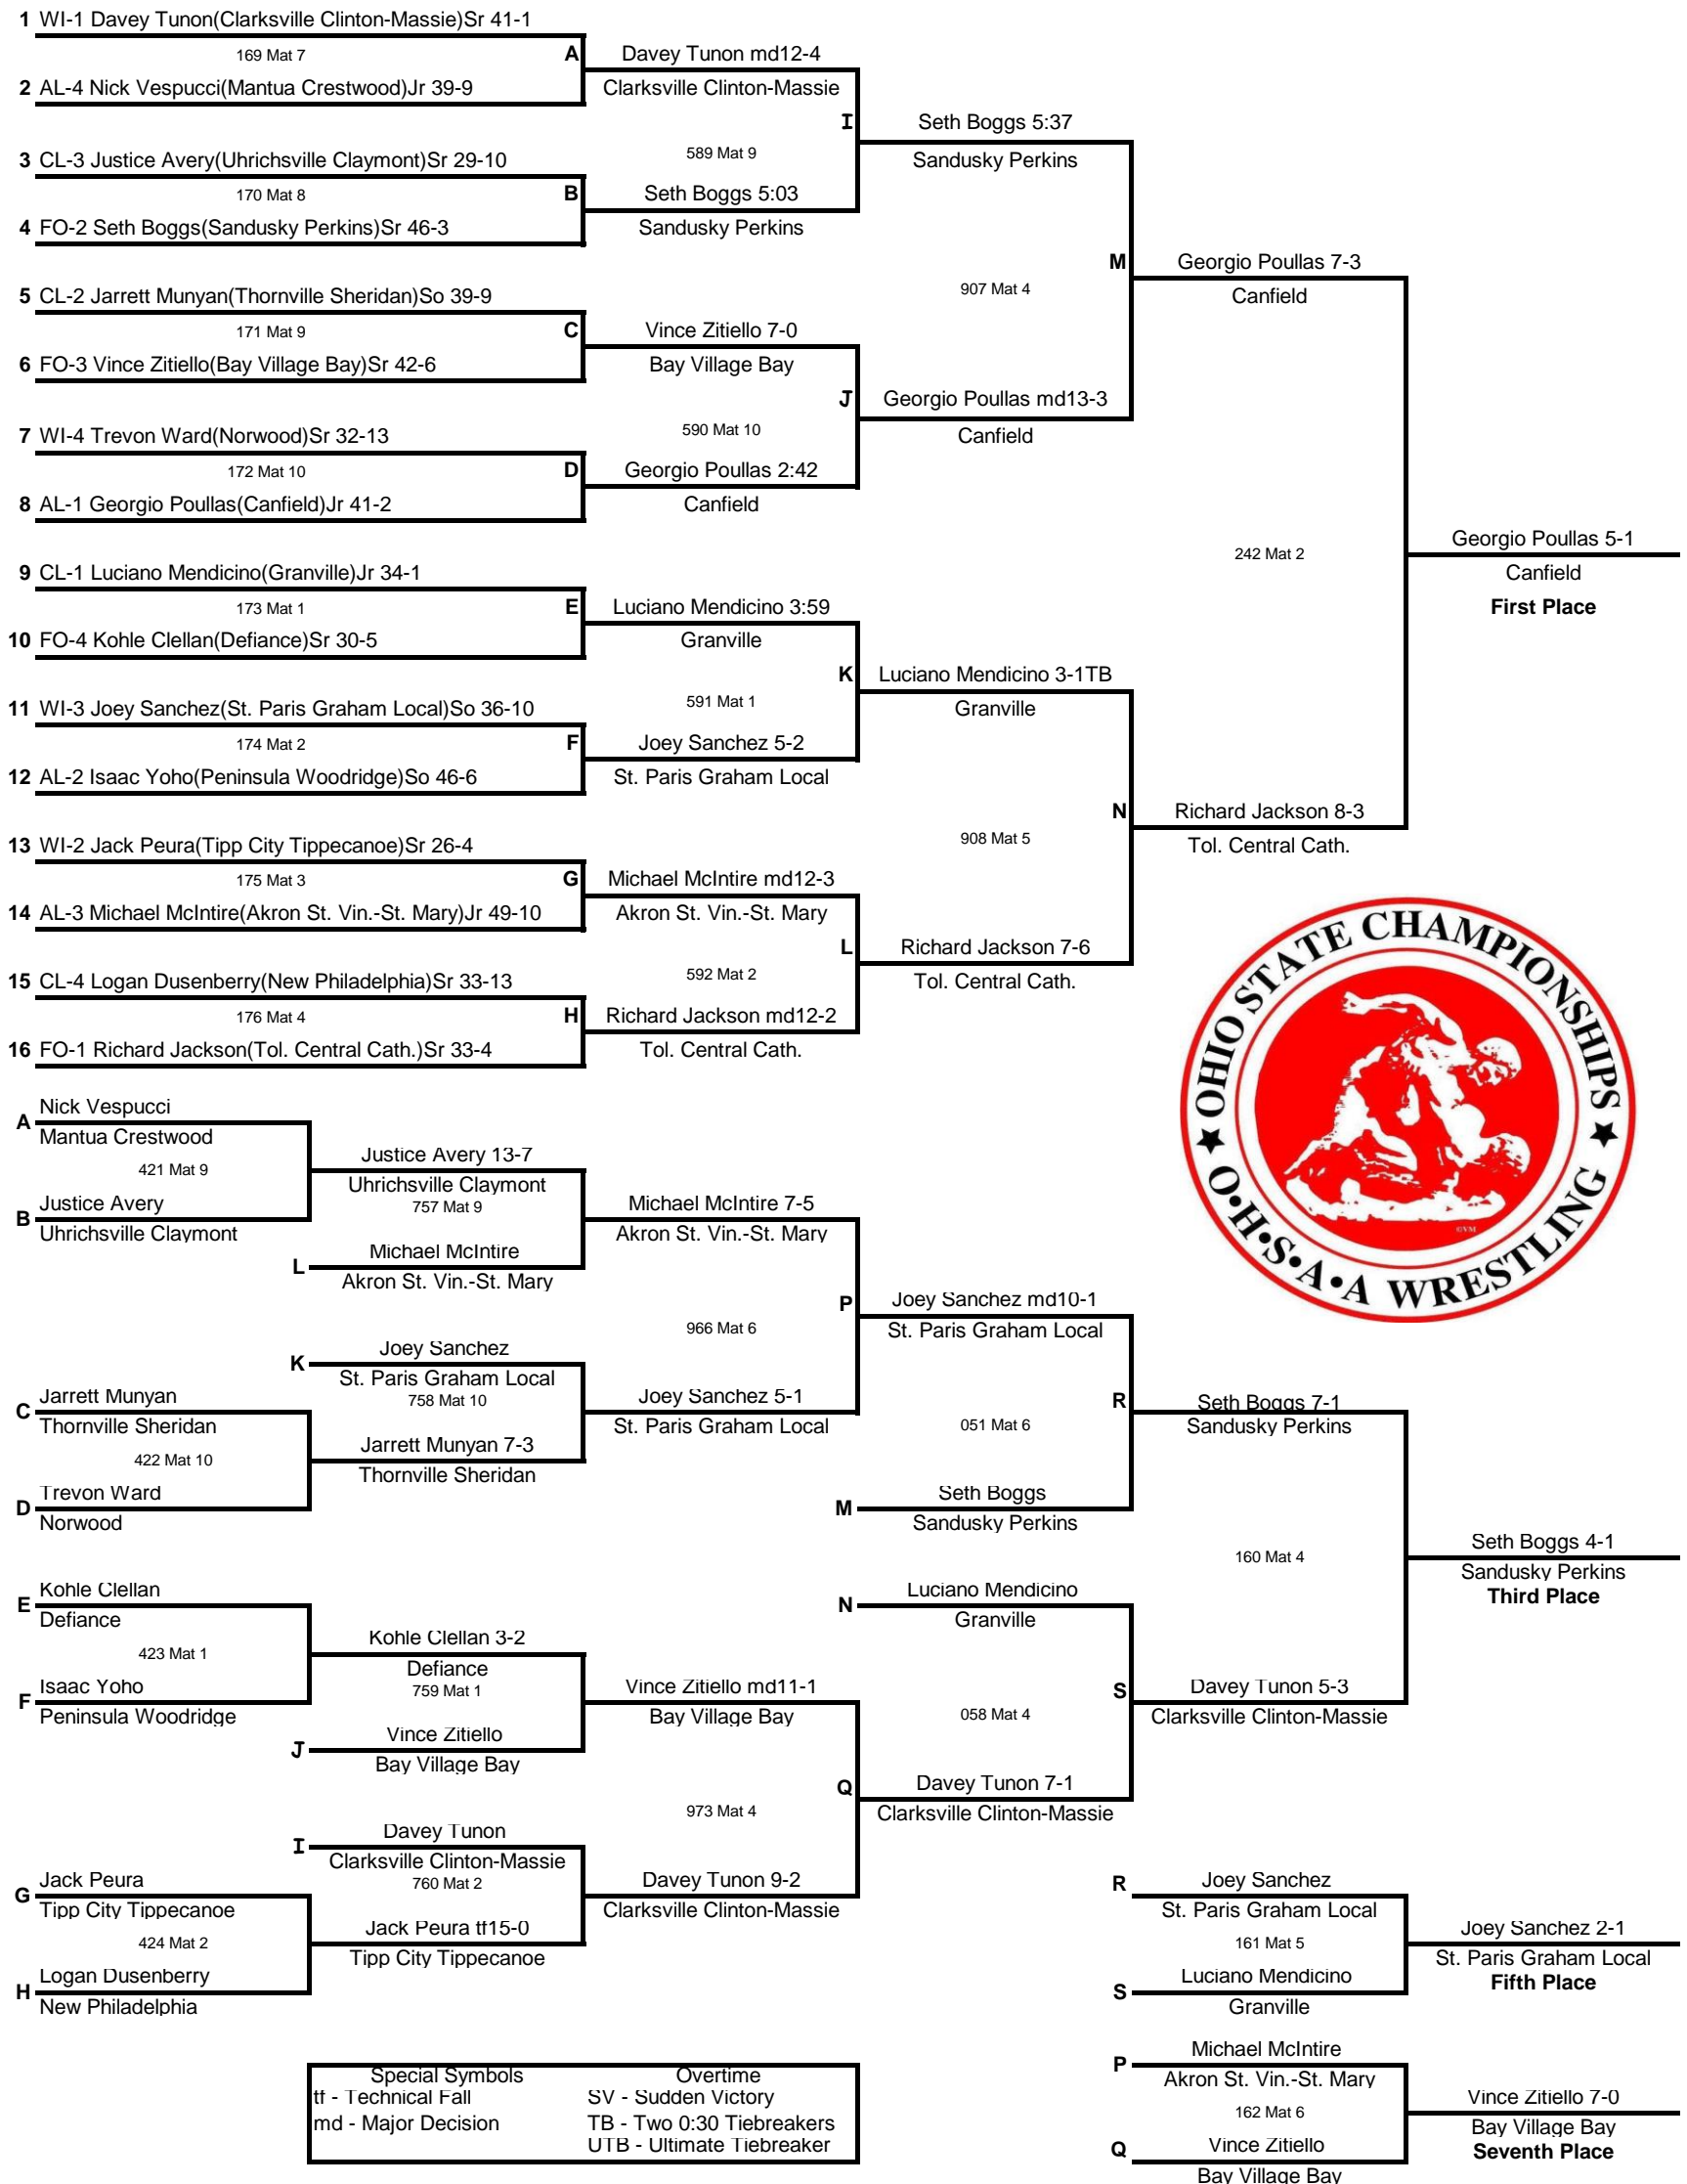 1 WI-1 Davey Tunon(Clarksville Clinton-Massie)Sr 41-1
169 Mat 7
A
2 AL-4 Nick Vespucci(Mantua Crestwood)Jr 39-9
Davey Tunon md12-4
Clarksville Clinton-Massie
3 CL-3 Justice Avery(Uhrichsville Claymont)Sr 29-10
170 Mat 8
B
4 FO-2 Seth Boggs(Sandusky Perkins)Sr 46-3
Seth Boggs 5:03
Sandusky Perkins
589 Mat 9
I
Seth Boggs 5:37
Sandusky Perkins
5 CL-2 Jarrett Munyan(Thornville Sheridan)So 39-9
171 Mat 9
C
6 FO-3 Vince Zitiello(Bay Village Bay)Sr 42-6
Vince Zitiello 7-0
Bay Village Bay
7 WI-4 Trevon Ward(Norwood)Sr 32-13
172 Mat 10
D
8 AL-1 Georgio Poullas(Canfield)Jr 41-2
Georgio Poullas 2:42
Canfield
590 Mat 10
J
Georgio Poullas md13-3
Canfield
907 Mat 4
M
Georgio Poullas 7-3
Canfield
9 CL-1 Luciano Mendicino(Granville)Jr 34-1
173 Mat 1
E
10 FO-4 Kohle Clellan(Defiance)Sr 30-5
Luciano Mendicino 3:59
Granville
11 WI-3 Joey Sanchez(St. Paris Graham Local)So 36-10
174 Mat 2
F
12 AL-2 Isaac Yoho(Peninsula Woodridge)So 46-6
Joey Sanchez 5-2
St. Paris Graham Local
591 Mat 1
K
Luciano Mendicino 3-1TB
Granville
13 WI-2 Jack Peura(Tipp City Tippecanoe)Sr 26-4
175 Mat 3
G
14 AL-3 Michael McIntire(Akron St. Vin.-St. Mary)Jr 49-10
Michael McIntire md12-3
Akron St. Vin.-St. Mary
15 CL-4 Logan Dusenberry(New Philadelphia)Sr 33-13
176 Mat 4
H
16 FO-1 Richard Jackson(Tol. Central Cath.)Sr 33-4
Richard Jackson md12-2
Tol. Central Cath.
592 Mat 2
L
Richard Jackson 7-6
Tol. Central Cath.
908 Mat 5
N
Richard Jackson 8-3
Tol. Central Cath.
242 Mat 2
Georgio Poullas 5-1
Canfield
First Place
★ OHIO STATE CHAMPIONSHIPS ★
O•H•S•A•A WRESTLING
©VM
A
Nick Vespucci
Mantua Crestwood
421 Mat 9
B
Justice Avery
Uhrichsville Claymont
Justice Avery 13-7
Uhrichsville Claymont
757 Mat 9
L
Michael McIntire
Akron St. Vin.-St. Mary
Michael McIntire 7-5
Akron St. Vin.-St. Mary
K
Joey Sanchez
St. Paris Graham Local
758 Mat 10
C
Jarrett Munyan
Thornville Sheridan
422 Mat 10
D
Trevon Ward
Norwood
Jarrett Munyan 7-3
Thornville Sheridan
Joey Sanchez 5-1
St. Paris Graham Local
966 Mat 6
P
Joey Sanchez md10-1
St. Paris Graham Local
051 Mat 6
R
M
Seth Boggs
Sandusky Perkins
Seth Boggs 7-1
Sandusky Perkins
E
Kohle Clellan
Defiance
423 Mat 1
F
Isaac Yoho
Peninsula Woodridge
Kohle Clellan 3-2
Defiance
759 Mat 1
J
Vince Zitiello
Bay Village Bay
Vince Zitiello md11-1
Bay Village Bay
I
Davey Tunon
Clarksville Clinton-Massie
760 Mat 2
G
Jack Peura
Tipp City Tippecanoe
424 Mat 2
H
Logan Dusenberry
New Philadelphia
Jack Peura tf15-0
Tipp City Tippecanoe
Davey Tunon 9-2
Clarksville Clinton-Massie
973 Mat 4
Q
Davey Tunon 7-1
Clarksville Clinton-Massie
N
Luciano Mendicino
Granville
058 Mat 4
S
Davey Tunon 5-3
Clarksville Clinton-Massie
160 Mat 4
Seth Boggs 4-1
Sandusky Perkins
Third Place
R
Joey Sanchez
St. Paris Graham Local
161 Mat 5
S
Luciano Mendicino
Granville
Joey Sanchez 2-1
St. Paris Graham Local
Fifth Place
P
Michael McIntire
Akron St. Vin.-St. Mary
162 Mat 6
Q
Vince Zitiello
Bay Village Bay
Vince Zitiello 7-0
Bay Village Bay
Seventh Place
Special Symbols
tf - Technical Fall
md - Major Decision
Overtime
SV - Sudden Victory
TB - Two 0:30 Tiebreakers
UTB - Ultimate Tiebreaker